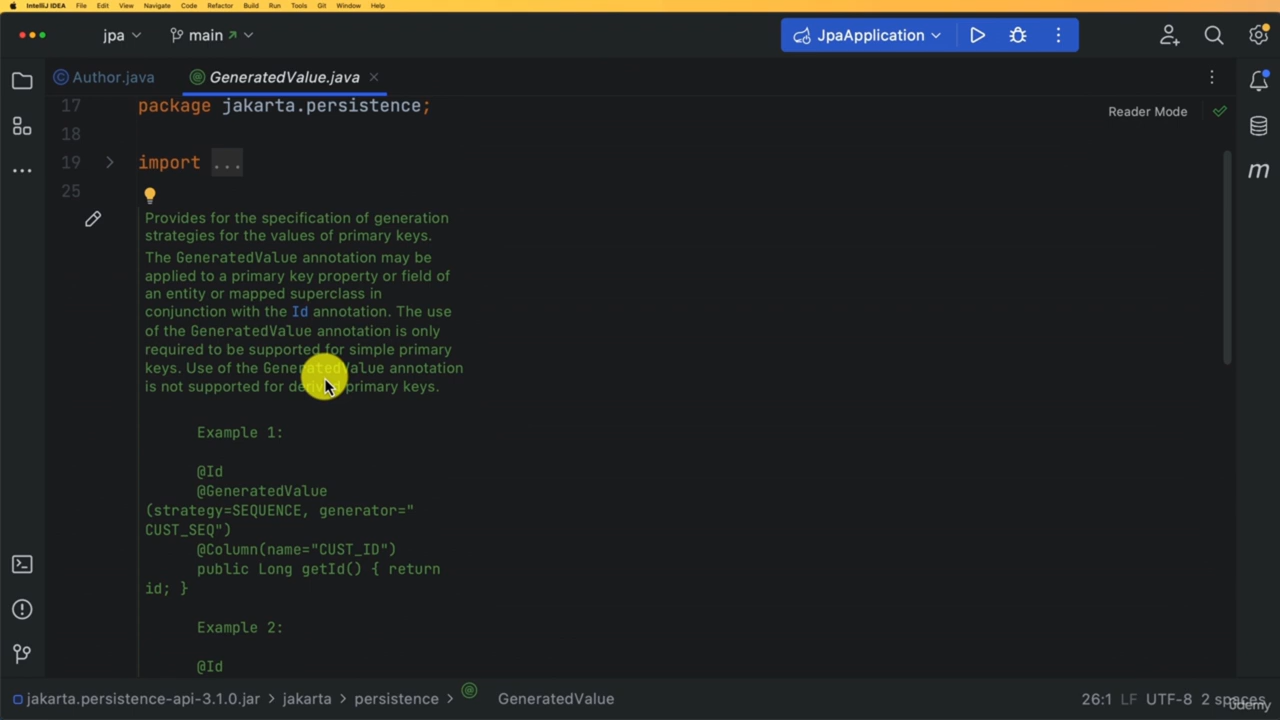 IntelliJ IDEA File Edit View Navigate Code Refactor Build Run Tools Git Window Help
jpa main JpaApplication
Author.java GeneratedValue.java
17 package jakarta.persistence;
Reader Mode
18
19 import ...
25
Provides for the specification of generation
strategies for the values of primary keys.
The GeneratedValue annotation may be
applied to a primary key property or field of
an entity or mapped superclass in
conjunction with the Id annotation. The use
of the GeneratedValue annotation is only
required to be supported for simple primary
keys. Use of the GeneratedValue annotation
is not supported for derived primary keys.
Example 1:
@Id
@GeneratedValue
(strategy=SEQUENCE, generator="
CUST_SEQ")
@Column(name="CUST_ID")
public Long getId() { return
id; }
Example 2:
@Id
jakarta.persistence-api-3.1.0.jar > jakarta > persistence > GeneratedValue 26:1 LF UTF-8 2 spaces
ûdemy